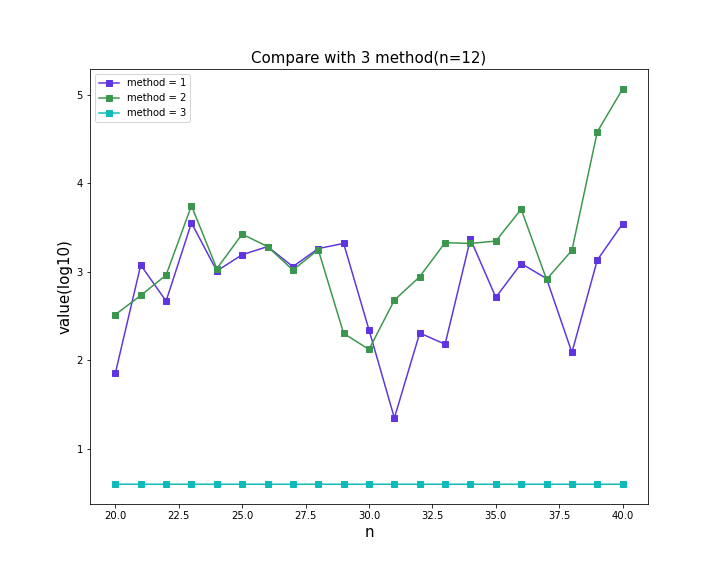 Compare with 3 method(n=12)
method = 1
method = 2
method = 3
value(log10)
5
4
3
2
1
20.0 22.5 25.0 27.5 30.0 32.5 35.0 37.5 40.0
n